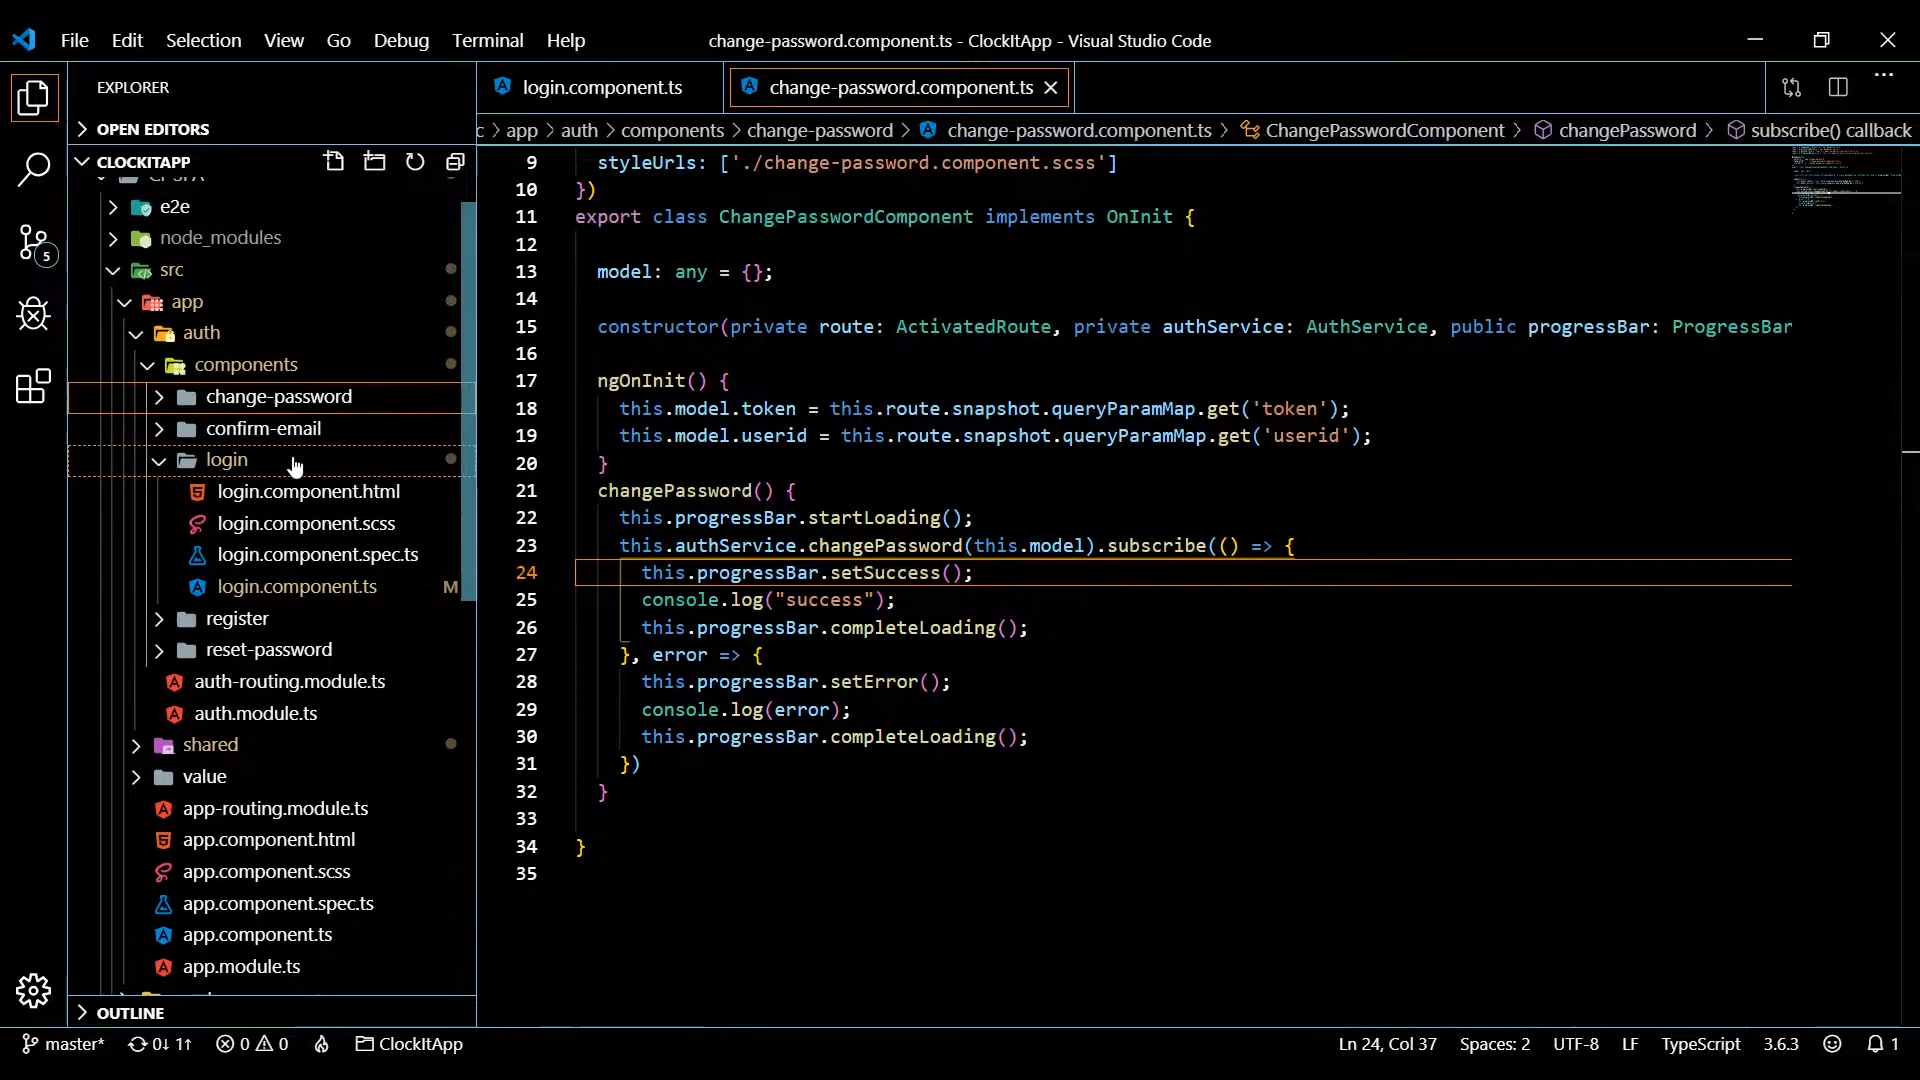 File Edit Selection View Go Debug Terminal Help
change-password.component.ts - ClockItApp - Visual Studio Code
EXPLORER
OPEN EDITORS
CLOCKITAPP
e2e
node_modules
src
app
auth
components
change-password
confirm-email
login
login.component.html
login.component.scss
login.component.spec.ts
login.component.ts M
register
reset-password
auth-routing.module.ts
auth.module.ts
shared
value
app-routing.module.ts
app.component.html
app.component.scss
app.component.spec.ts
app.component.ts
app.module.ts
OUTLINE
5
login.component.ts
change-password.component.ts
c > app > auth > components > change-password > change-password.component.ts > ChangePasswordComponent > changePassword > subscribe() callback
9 styleUrls: ['./change-password.component.scss']
10 })
11 export class ChangePasswordComponent implements OnInit {
12
13 model: any = {};
14
15 constructor(private route: ActivatedRoute, private authService: AuthService, public progressBar: ProgressBar
16
17 ngOnInit() {
18 this.model.token = this.route.snapshot.queryParamMap.get('token');
19 this.model.userid = this.route.snapshot.queryParamMap.get('userid');
20 }
21 changePassword() {
22 this.progressBar.startLoading();
23 this.authService.changePassword(this.model).subscribe(() => {
24 this.progressBar.setSuccess();
25 console.log("success");
26 this.progressBar.completeLoading();
27 }, error => {
28 this.progressBar.setError();
29 console.log(error);
30 this.progressBar.completeLoading();
31 })
32 }
33
34 }
35
master* 0↓ 1↑ 0 0 ClockItApp
Ln 24, Col 37 Spaces: 2 UTF-8 LF TypeScript 3.6.3 1